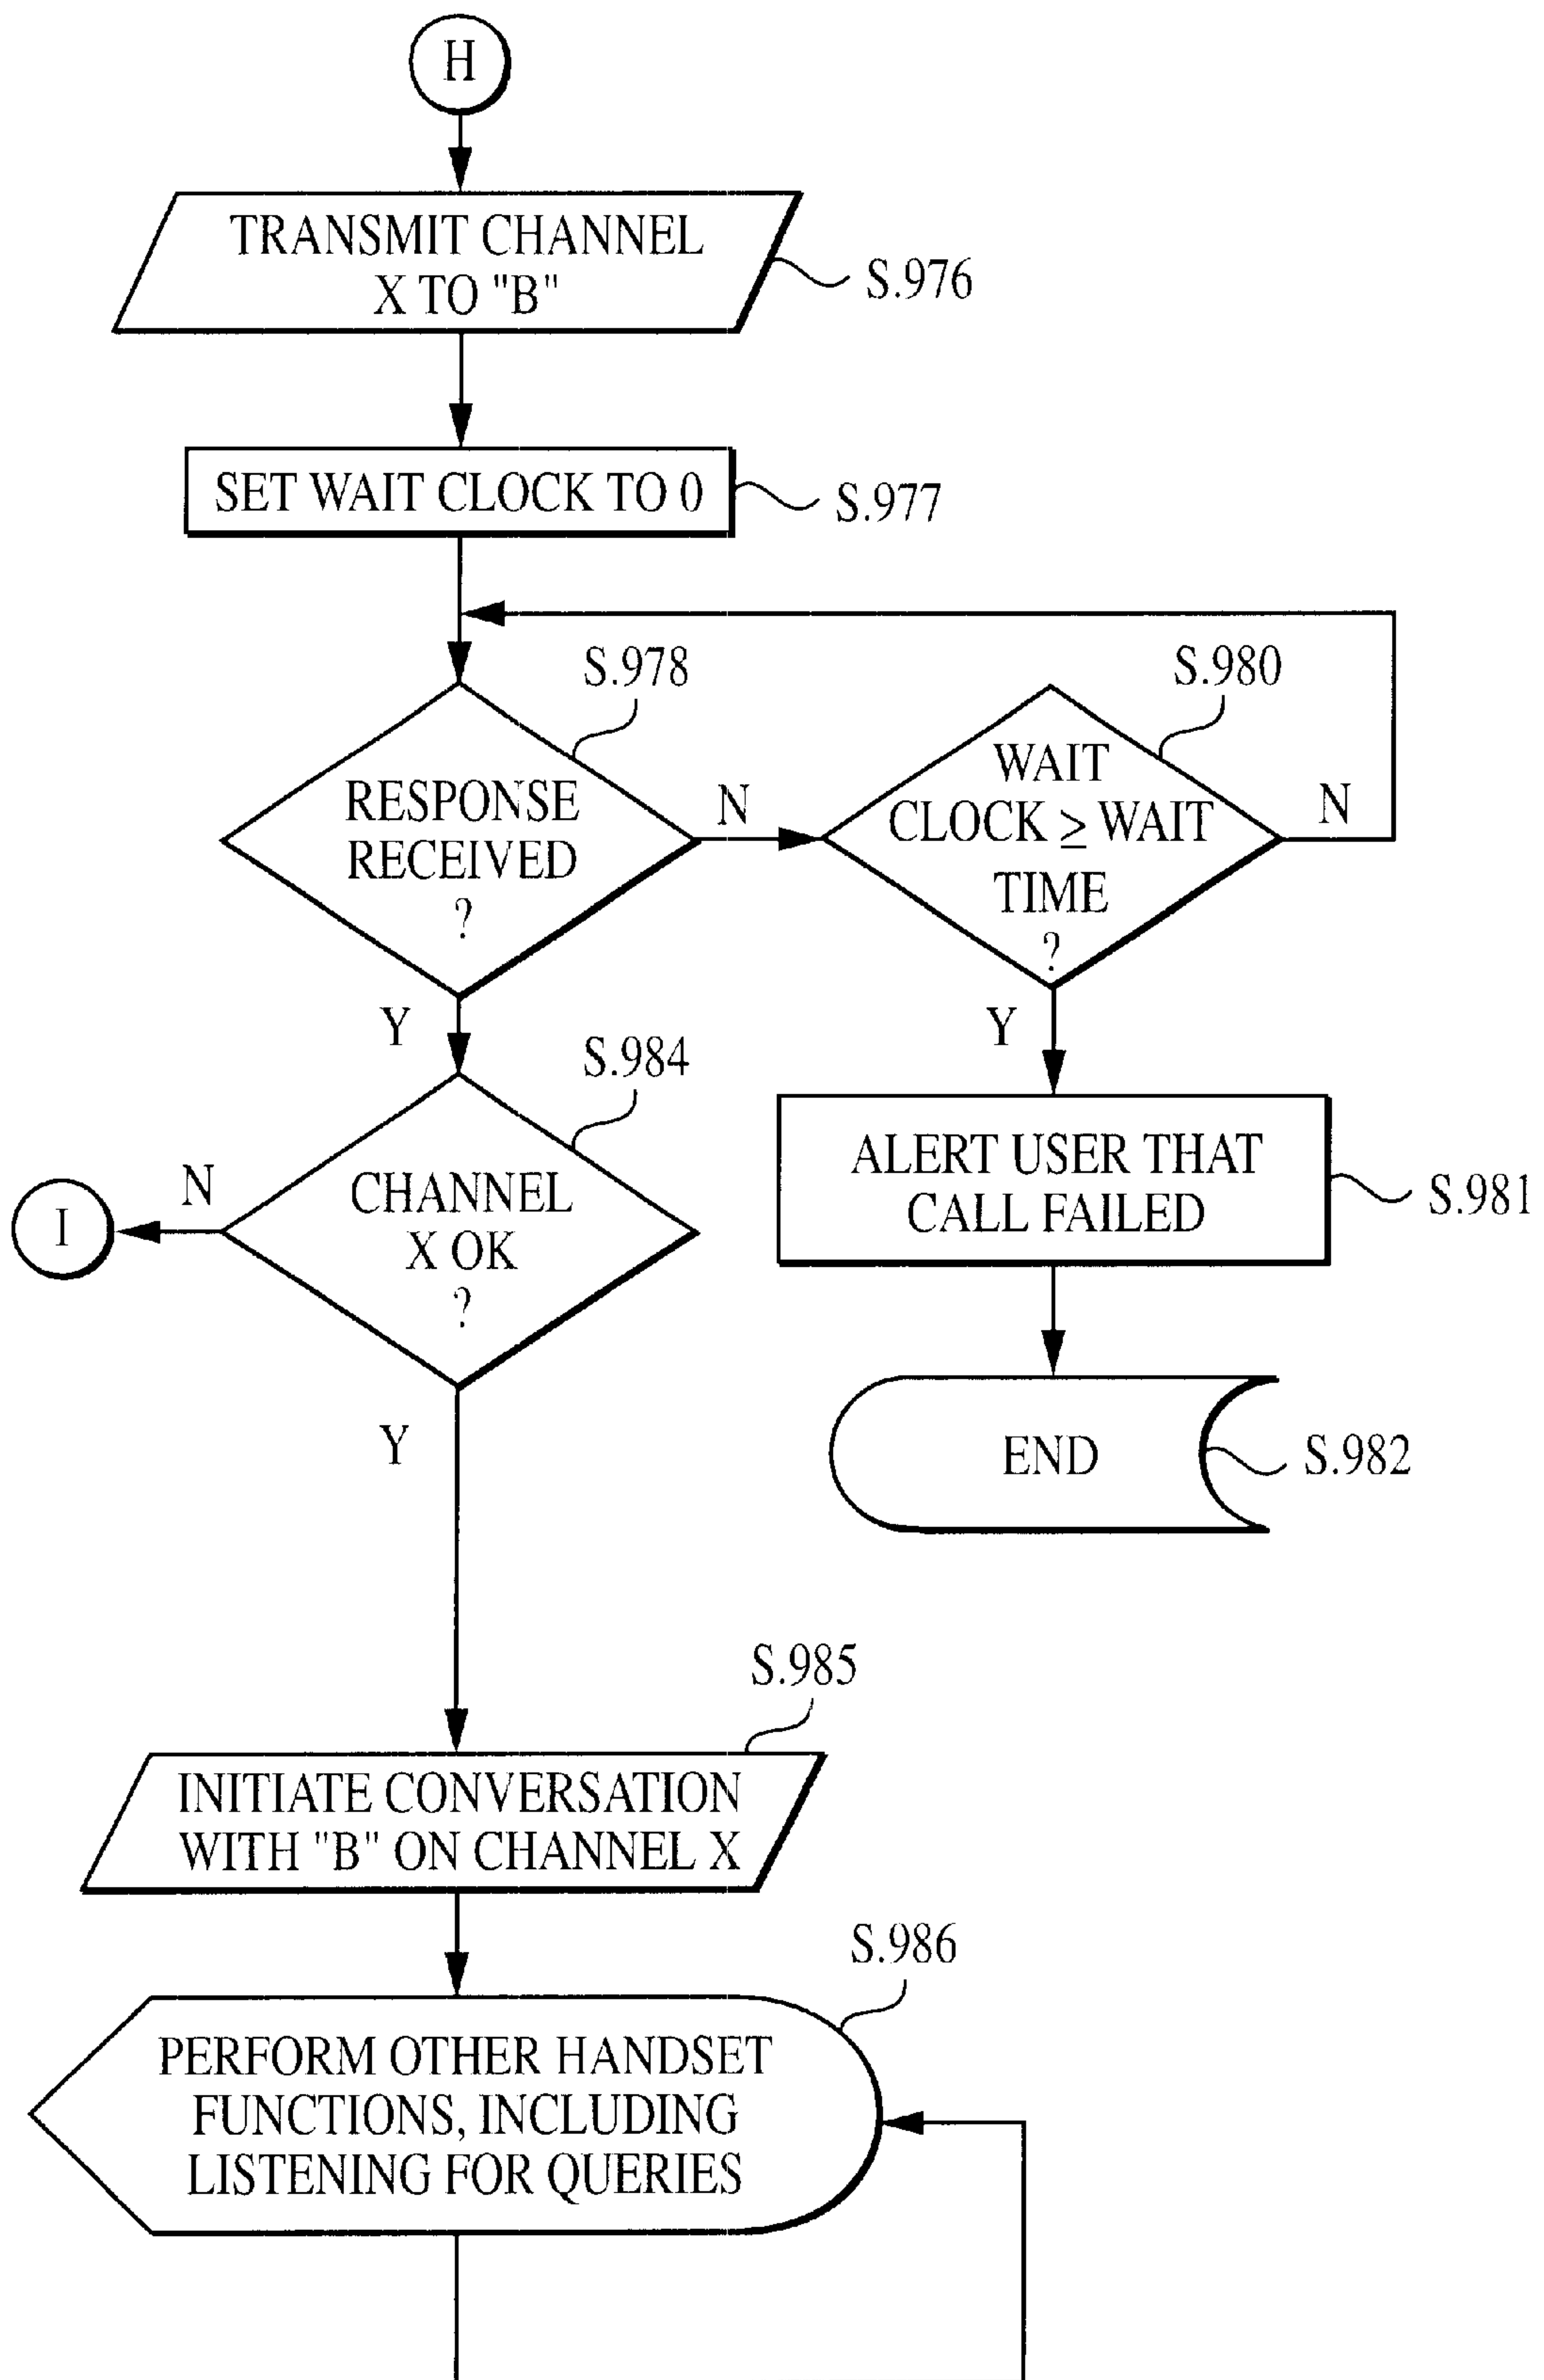 H
TRANSMIT CHANNEL
X TO "B"
S.976
SET WAIT CLOCK TO 0
S.977
S.978
RESPONSE
RECEIVED
?
N
Y
S.980
WAIT
CLOCK ≥ WAIT
TIME
?
N
Y
S.984
CHANNEL
X OK
?
N
I
Y
ALERT USER THAT
CALL FAILED
S.981
END
S.982
S.985
INITIATE CONVERSATION
WITH "B" ON CHANNEL X
S.986
PERFORM OTHER HANDSET
FUNCTIONS, INCLUDING
LISTENING FOR QUERIES